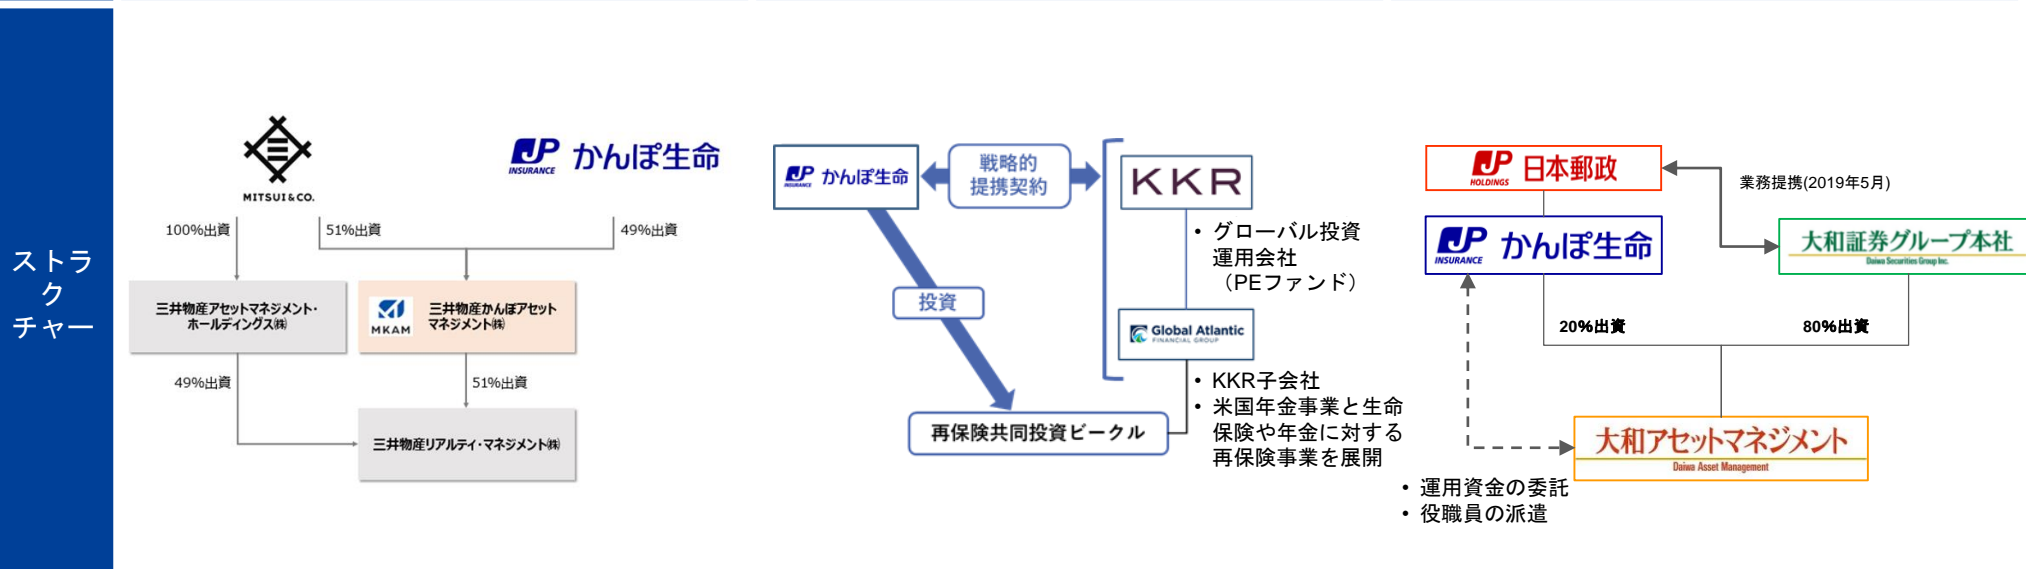 ストラ
ク
チャー
MITSUI&CO.
JP
INSURANCE
かんぽ生命
100%出資
51%出資
49%出資
三井物産アセットマネジメント・
ホールディングス㈱
MKAM
三井物産かんぽアセット
マネジメント㈱
49%出資
51%出資
三井物産リアルティ・マネジメント㈱
JP
INSURANCE
かんぽ生命
戦略的
提携契約
KKR
• グローバル投資
運用会社
（PEファンド）
投資
Global Atlantic
FINANCIAL GROUP
• KKR子会社
• 米国年金事業と生命
保険や年金に対する
再保険事業を展開
再保険共同投資ビークル
JP
HOLDINGS
日本郵政
業務提携(2019年5月)
JP
INSURANCE
かんぽ生命
大和証券グループ本社
Daiwa Securities Group Inc.
20%出資
80%出資
大和アセットマネジメント
Daiwa Asset Management
• 運用資金の委託
• 役職員の派遣